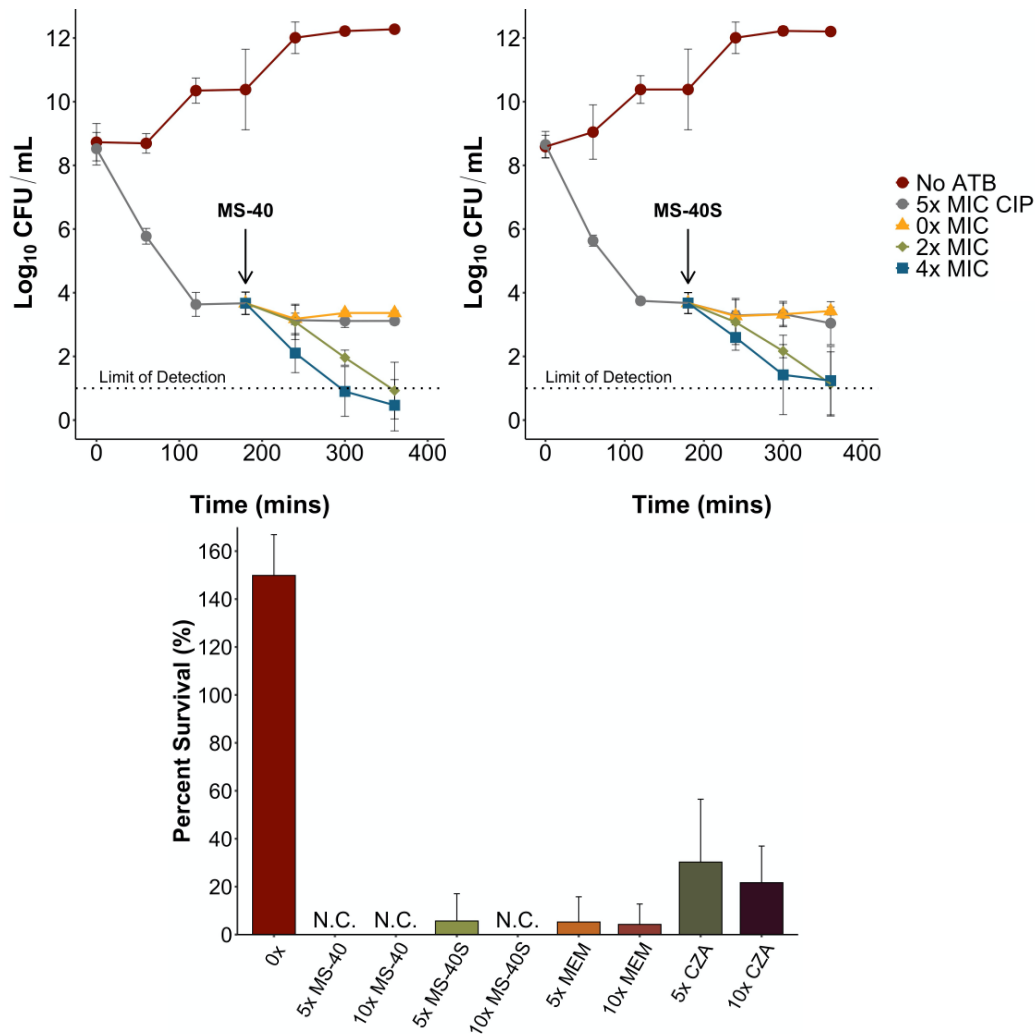 12
10
8
6
4
2
0
Log10 CFU / mL
MS-40
Limit of Detection
0 100 200 300 400
Time (mins)
12
10
8
6
4
2
0
Log10 CFU / mL
MS-40S
Limit of Detection
0 100 200 300 400
Time (mins)
No ATB
5x MIC CIP
0x MIC
2x MIC
4x MIC
160
140
120
100
80
60
40
20
0
Percent Survival (%)
N.C. N.C. N.C.
0x
5x MS-40
10x MS-40
5x MS-40S
10x MS-40S
5x MEM
10x MEM
5x CZA
10x CZA